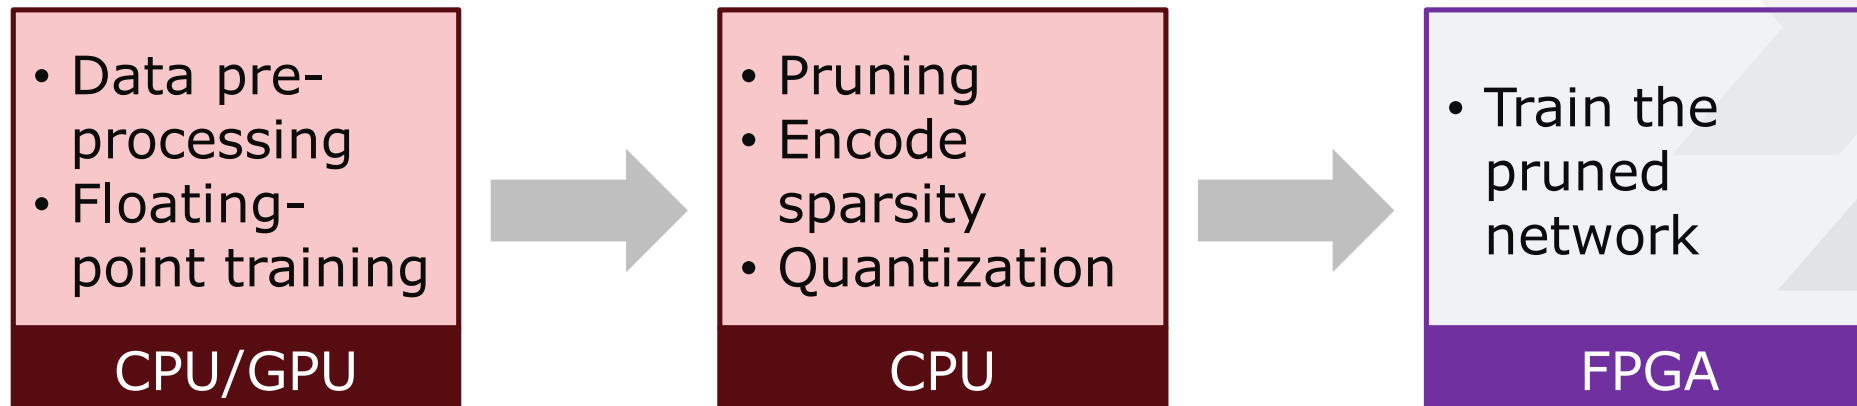 • Data pre-
processing
• Floating-
point training
CPU/GPU
• Pruning
• Encode
sparsity
• Quantization
CPU
• Train the
pruned
network
FPGA